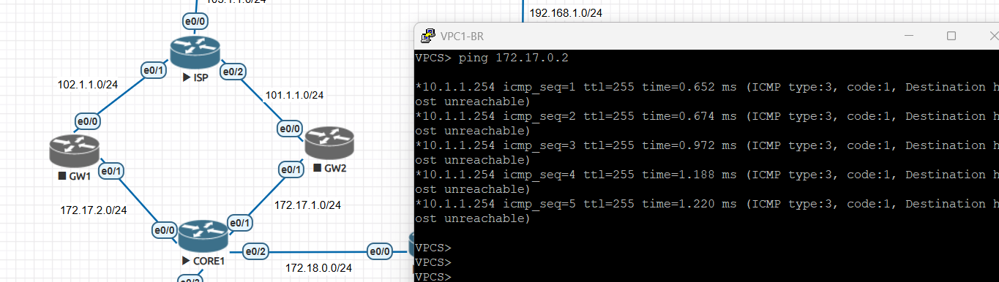 103.1.1.0/24
e0/0
192.168.1.0/24
VPC1-BR
ISP
e0/1
e0/2
102.1.1.0/24
101.1.1.0/24
e0/0
e0/0
GW1
GW2
e0/1
e0/1
172.17.2.0/24
172.17.1.0/24
e0/0
e0/1
CORE1
e0/2
e0/0
172.18.0.0/24
VPCS> ping 172.17.0.2
*10.1.1.254 icmp_seq=1 ttl=255 time=0.652 ms (ICMP type:3, code:1, Destination h
ost unreachable)
*10.1.1.254 icmp_seq=2 ttl=255 time=0.674 ms (ICMP type:3, code:1, Destination h
ost unreachable)
*10.1.1.254 icmp_seq=3 ttl=255 time=0.972 ms (ICMP type:3, code:1, Destination h
ost unreachable)
*10.1.1.254 icmp_seq=4 ttl=255 time=1.188 ms (ICMP type:3, code:1, Destination h
ost unreachable)
*10.1.1.254 icmp_seq=5 ttl=255 time=1.220 ms (ICMP type:3, code:1, Destination h
ost unreachable)
VPCS>
VPCS>
VPCS>